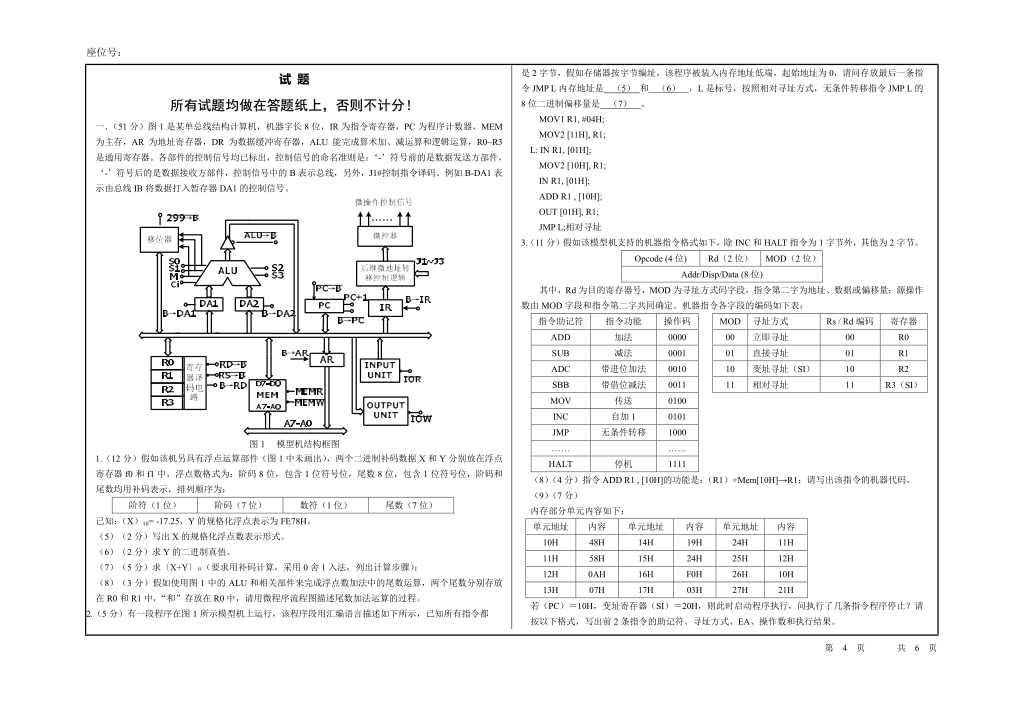 座位号:
试 题
所有试题均做在答题纸上，否则不计分！
一.（51 分）图 1 是某单总线结构计算机，机器字长 8 位，IR 为指令寄存器，PC 为程序计数器，MEM
为主存，AR 为地址寄存器，DR 为数据缓冲寄存器，ALU 能完成算术加、减运算和逻辑运算，R0~R3
是通用寄存器。各部件的控制信号均已标出，控制信号的命名准则是：‘-’符号前的是数据发送方部件，
‘-’符号后的是数据接收方部件，控制信号中的 B 表示总线，另外，J1#控制指令译码。例如 B-DA1 表
示由总线 IB 将数据打入暂存器 DA1 的控制信号。
微操作控制信号
299→B
……
移位器
ALU→B
微控器
S0
S1
M
Ci
ALU
S2
S3
后继微地址转
移控制逻辑
J1~J3
PC→B
PC+1
B→IR
DA1
DA2
PC
IR
B→DA1
B→DA2
B→PC
B→AR
AR
R0
R1
R2
R3
寄存
器译
码电
路
RD→B
RS→B
B→RD
D7~D0
MEM
A7~A0
MEMR
MEMW
INPUT
UNIT
IOR
OUTPUT
UNIT
IOW
A7-A0
图 1 模型机结构框图
1.（12 分）假如该机另具有浮点运算部件（图 1 中未画出），两个二进制补码数据 X 和 Y 分别放在浮点
寄存器 f0 和 f1 中，浮点数格式为：阶码 8 位，包含 1 位符号位，尾数 8 位，包含 1 位符号位，阶码和
尾数均用补码表示，排列顺序为：
阶符（1 位） 阶码（7 位） 数符（1 位） 尾数（7 位）
已知：（X）10= -17.25，Y 的规格化浮点表示为 FE78H。
（5）（2 分）写出 X 的规格化浮点数表示形式。
（6）（2 分）求 Y 的二进制真值。
（7）（5 分）求〔X+Y〕浮（要求用补码计算，采用 0 舍 1 入法，列出计算步骤）；
（8）（3 分）假如使用图 1 中的 ALU 和相关部件来完成浮点数加法中的尾数运算，两个尾数分别存放
在 R0 和 R1 中，“和”存放在 R0 中，请用微程序流程图描述尾数加法运算的过程。
2.（5 分）有一段程序在图 1 所示模型机上运行，该程序段用汇编语言描述如下所示，已知所有指令都
是 2 字节，假如存储器按字节编址，该程序被装入内存地址低端，起始地址为 0，请问存放最后一条指
令 JMP L 内存地址是 （5） 和 （6） ，L 是标号，按照相对寻址方式，无条件转移指令 JMP L 的
8 位二进制偏移量是 （7） 。
MOV1 R1, #04H;
MOV2 [11H], R1;
L: IN R1, [01H];
MOV2 [10H], R1;
IN R1, [01H];
ADD R1 , [10H];
OUT [01H], R1;
JMP L;相对寻址
3.（11 分）假如该模型机支持的机器指令格式如下，除 INC 和 HALT 指令为 1 字节外，其他为 2 字节。
Opcode (4 位) Rd（2 位） MOD（2 位）
Addr/Disp/Data (8 位)
其中，Rd 为目的寄存器号，MOD 为寻址方式码字段，指令第二字为地址、数据或偏移量；源操作
数由 MOD 字段和指令第二字共同确定。机器指令各字段的编码如下表：
指令助记符 指令功能 操作码 MOD 寻址方式 Rs / Rd 编码 寄存器
ADD 加法 0000 00 立即寻址 00 R0
SUB 减法 0001 01 直接寻址 01 R1
ADC 带进位加法 0010 10 变址寻址（SI） 10 R2
SBB 带借位减法 0011 11 相对寻址 11 R3（SI）
MOV 传送 0100
INC 自加 1 0101
JMP 无条件转移 1000
…… ……
HALT 停机 1111
（8）（4 分）指令 ADD R1 , [10H]的功能是：（R1）+Mem[10H]→R1；请写出该指令的机器代码。
（9）（7 分）
内存部分单元内容如下：
单元地址 内容 单元地址 内容 单元地址 内容
10H 48H 14H 19H 24H 11H
11H 58H 15H 24H 25H 12H
12H 0AH 16H F0H 26H 10H
13H 07H 17H 03H 27H 21H
若（PC）＝10H，变址寄存器（SI）＝20H，则此时启动程序执行，问执行了几条指令程序停止？请
按以下格式，写出前 2 条指令的助记符、寻址方式、EA、操作数和执行结果。
第 4 页 共 6 页